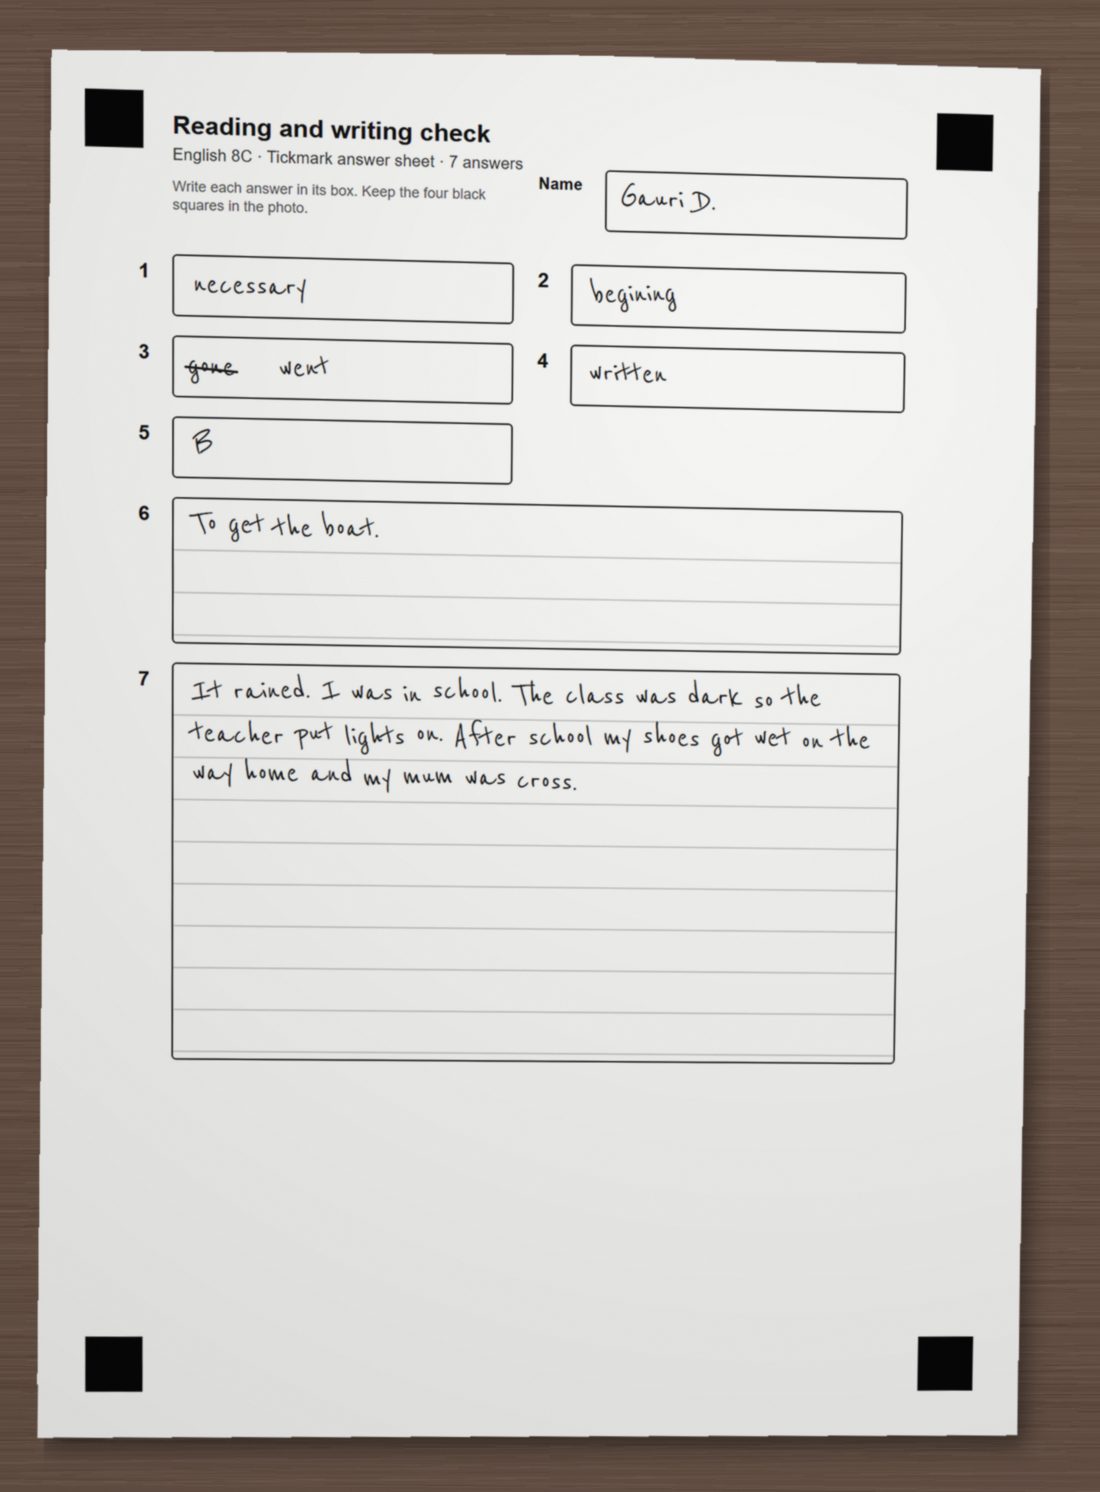 Reading and writing check
English 8C · Tickmark answer sheet · 7 answers
Write each answer in its box. Keep the four black
squares in the photo.
Name
Gauri D.
1
necessary
2
begining
3
gone went
4
written
5
B
6
To get the boat.
7
It rained. I was in school. The class was dark so the
teacher put lights on. After school my shoes got wet on the
way home and my mum was cross.